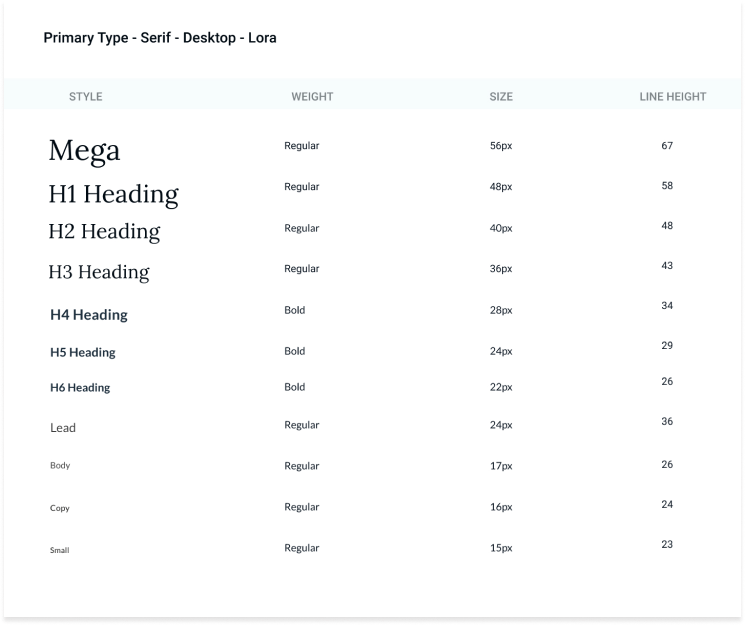 Primary Type - Serif - Desktop - Lora
STYLE WEIGHT SIZE LINE HEIGHT
Mega Regular 56px 67
H1 Heading Regular 48px 58
H2 Heading Regular 40px 48
H3 Heading Regular 36px 43
H4 Heading Bold 28px 34
H5 Heading Bold 24px 29
H6 Heading Bold 22px 26
Lead Regular 24px 36
Body Regular 17px 26
Copy Regular 16px 24
Small Regular 15px 23